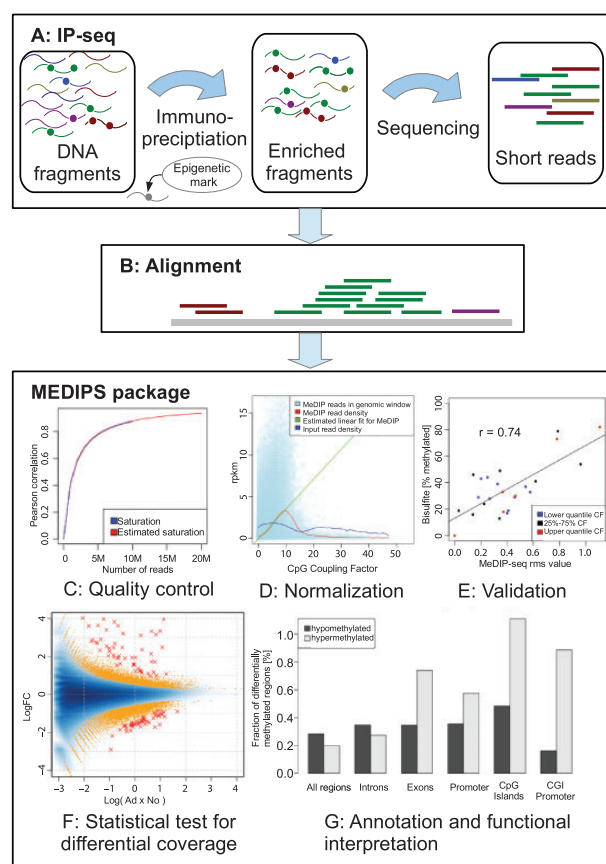 A: IP-seq
DNA
fragments
Immuno-
preciptiation
Epigenetic
mark
Enriched
fragments
Sequencing
Short reads
B: Alignment
MEDIPS package
Pearson correlation
0.0
0.2
0.4
0.6
0.8
Saturation
Estimated saturation
0
5M
10M
15M
20M
Number of reads
C: Quality control
rpkm
0
5
10
15
MeDIP reads in genomic window
MeDIP read density
Estimated linear fit for MeDIP
Input read density
0
10
20
30
40
50
CpG Coupling Factor
D: Normalization
Bisulfite [% methylated]
0
20
40
60
80
100
r = 0.74
Lower quantile CF
25%-75% CF
Upper quantile CF
0.0
0.2
0.4
0.6
0.8
1.0
MeDIP-seq rms value
E: Validation
LogFC
4
2
0
-2
-4
-3
-2
-1
0
1
2
3
4
Log( Ad x No )
F: Statistical test for
differential coverage
Fraction of differentially
methylated regions [%]
1.0
0.8
0.6
0.4
0.2
0.0
hypomethylated
hypermethylated
All regions
Introns
Exons
Promoter
CpG
Islands
CGI
Promoter
G: Annotation and functional
interpretation